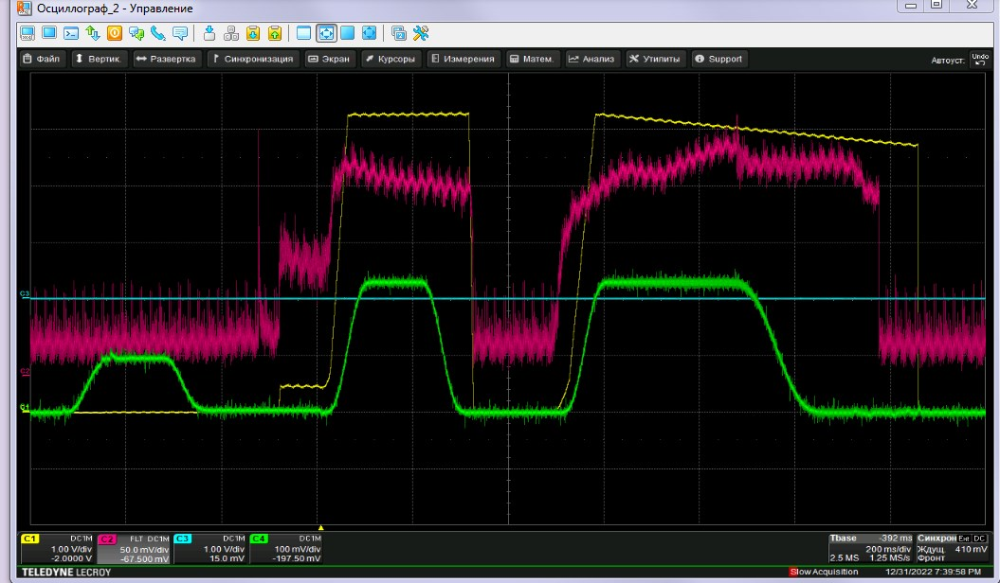 Осциллограф_2 - Управление
Файл Вертик. Развертка Синхронизация Экран Курсоры Измерения Матем. Анализ Утилиты Support
Автоуст: Undo
C3
C2
C1
C1 DC1M C2 FLT DC1M C3 DC1M C4 DC1M Tbase -392 ms Синхрон Ext DC
1.00 V/div 50.0 mV/div 1.00 V/div 100 mV/div 200 ms/div Ждущ. 410 mV
-2.0000 V -67.500 mV 15.0 mV -197.50 mV 2.5 MS 1.25 MS/s Фронт
TELEDYNE LECROY Slow Acquisition 12/31/2022 7:39:58 PM